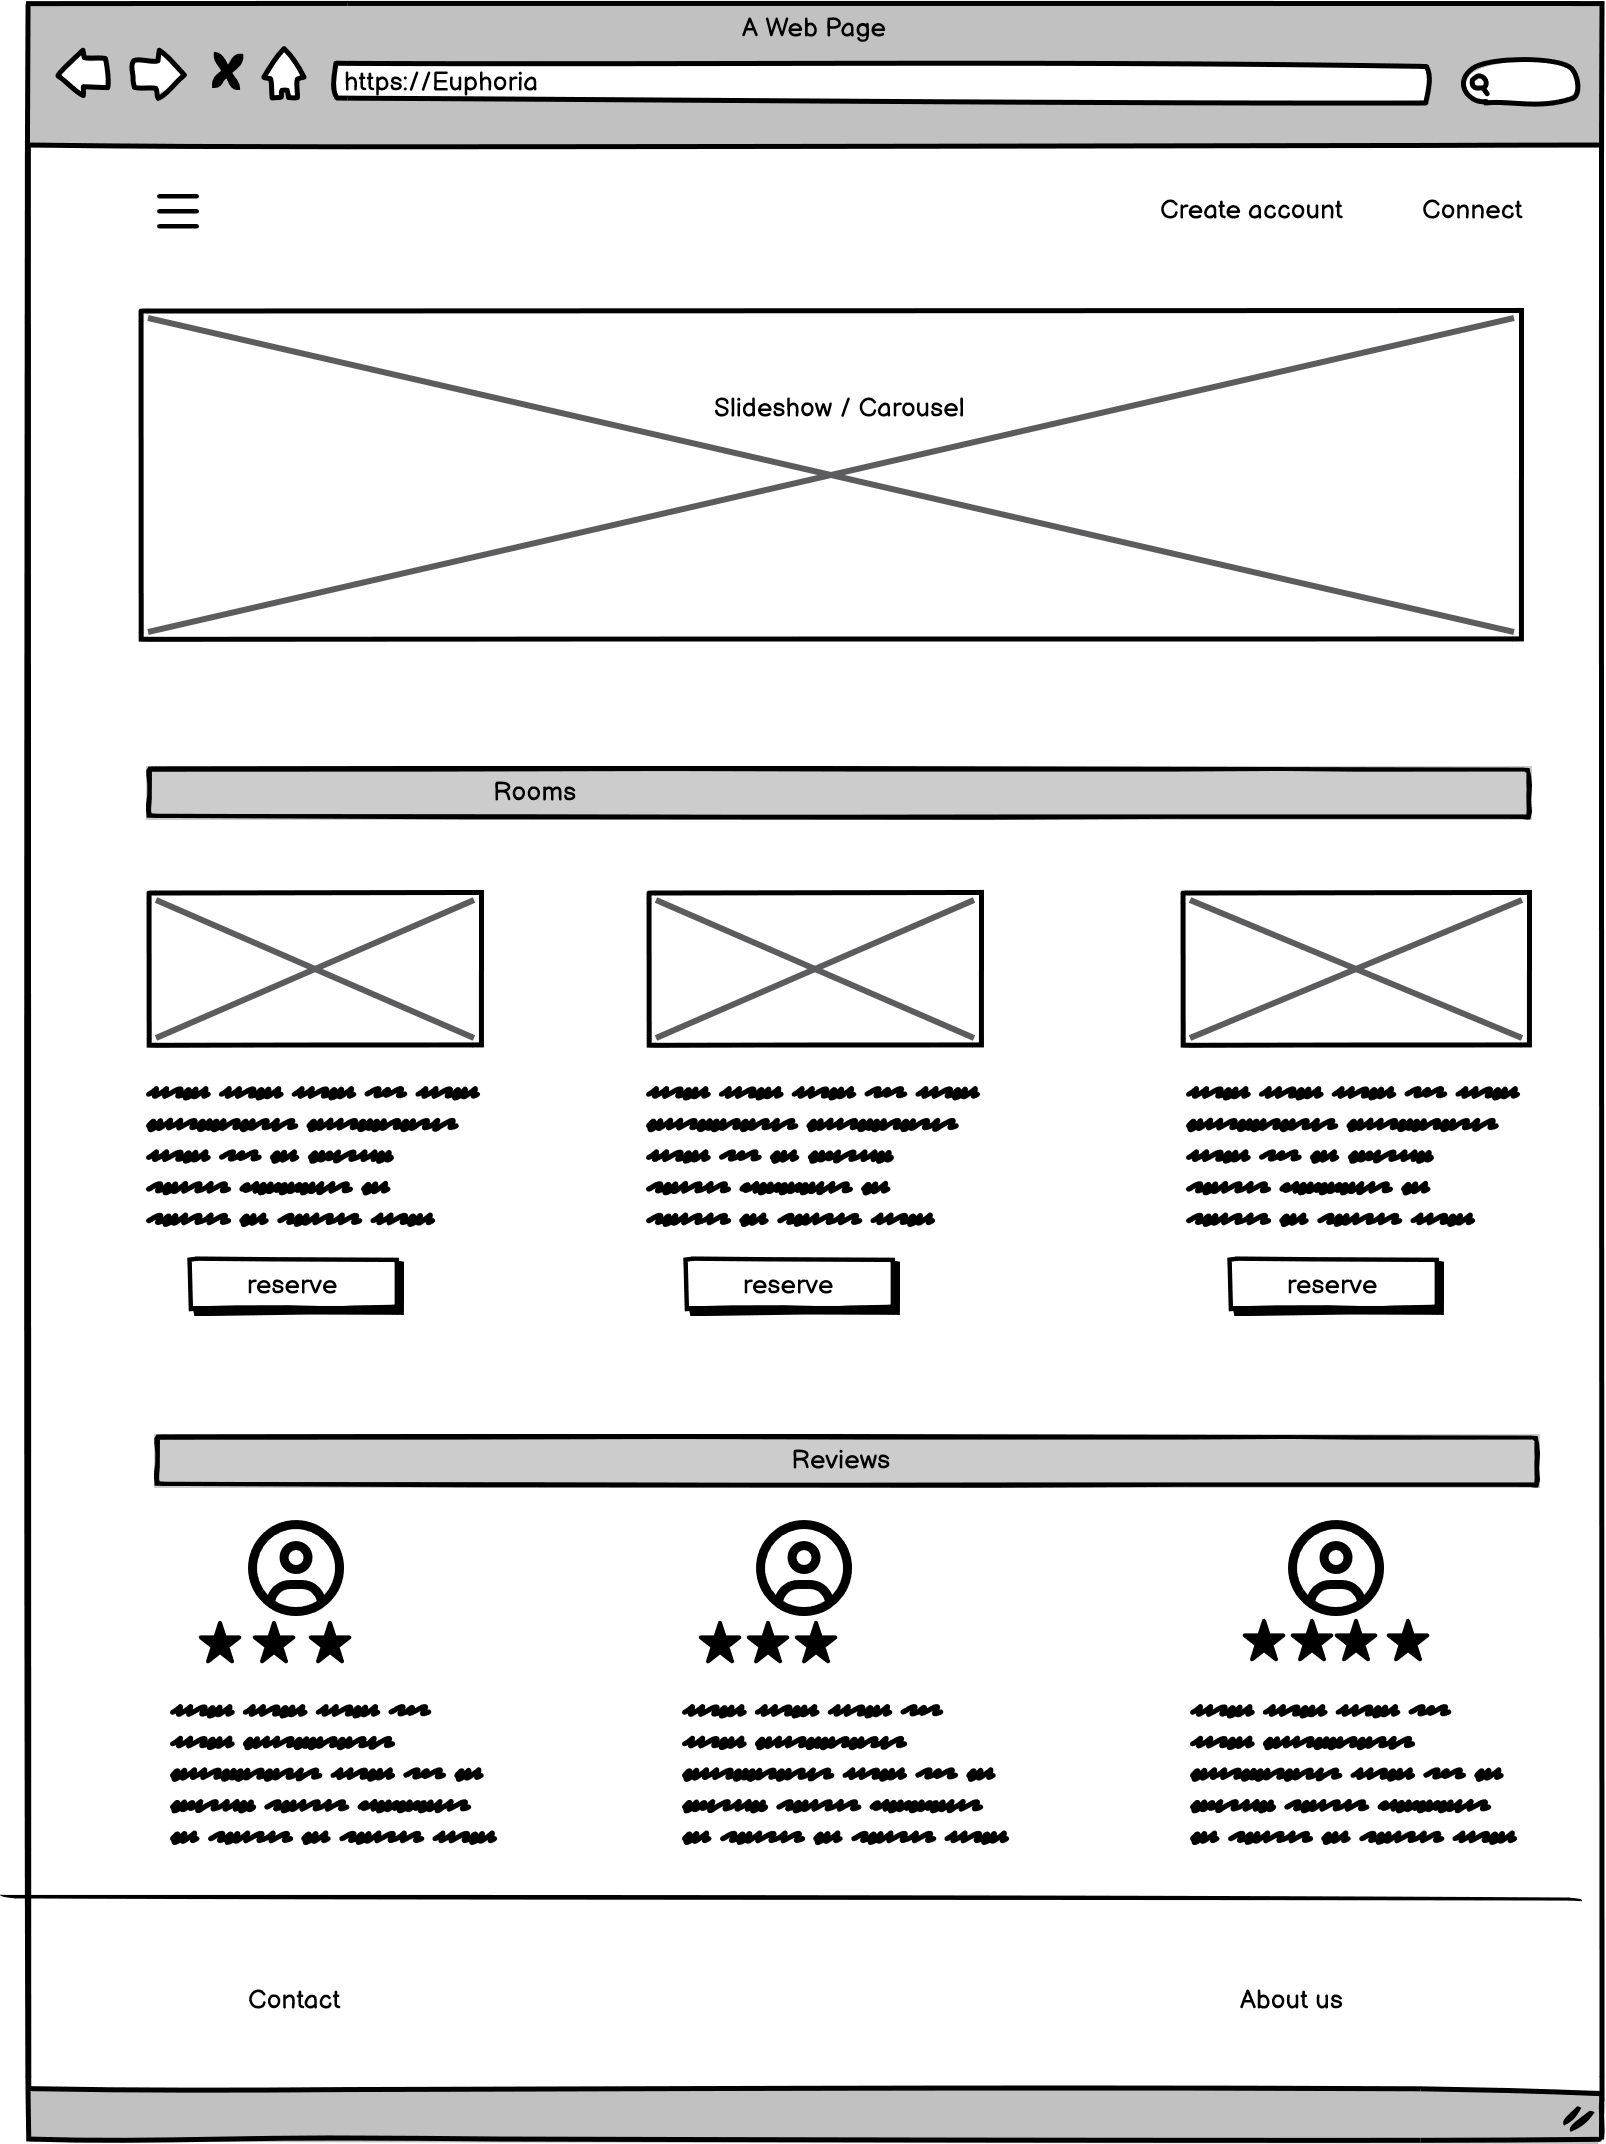 A Web Page
https://Euphoria
Create account
Connect
Slideshow / Carousel
Rooms
reserve
reserve
reserve
Reviews
Contact
About us